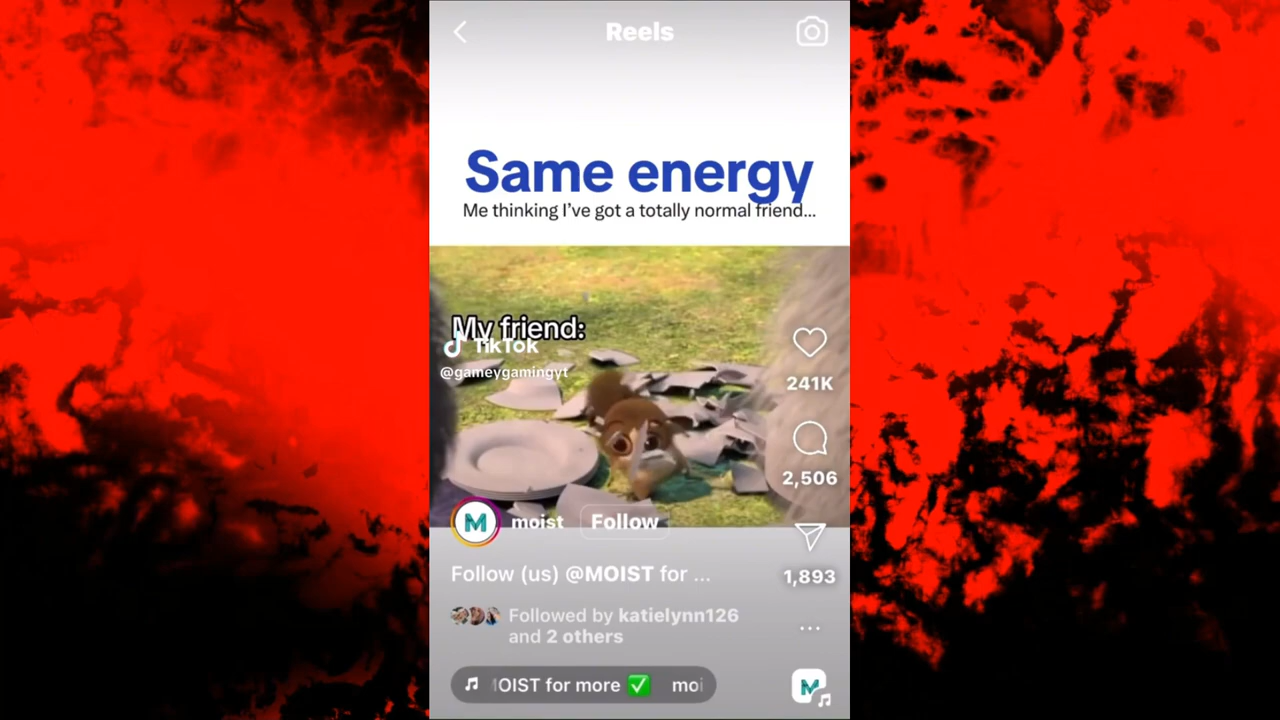 Reels
Same energy
Me thinking I've got a totally normal friend...
My friend:
TikTok
@gameygamingyt
241K
2,506
M moist Follow
1,893
Follow (us) @MOIST for ...
Followed by katielynn126
and 2 others
OIST for more ✅ moi
M